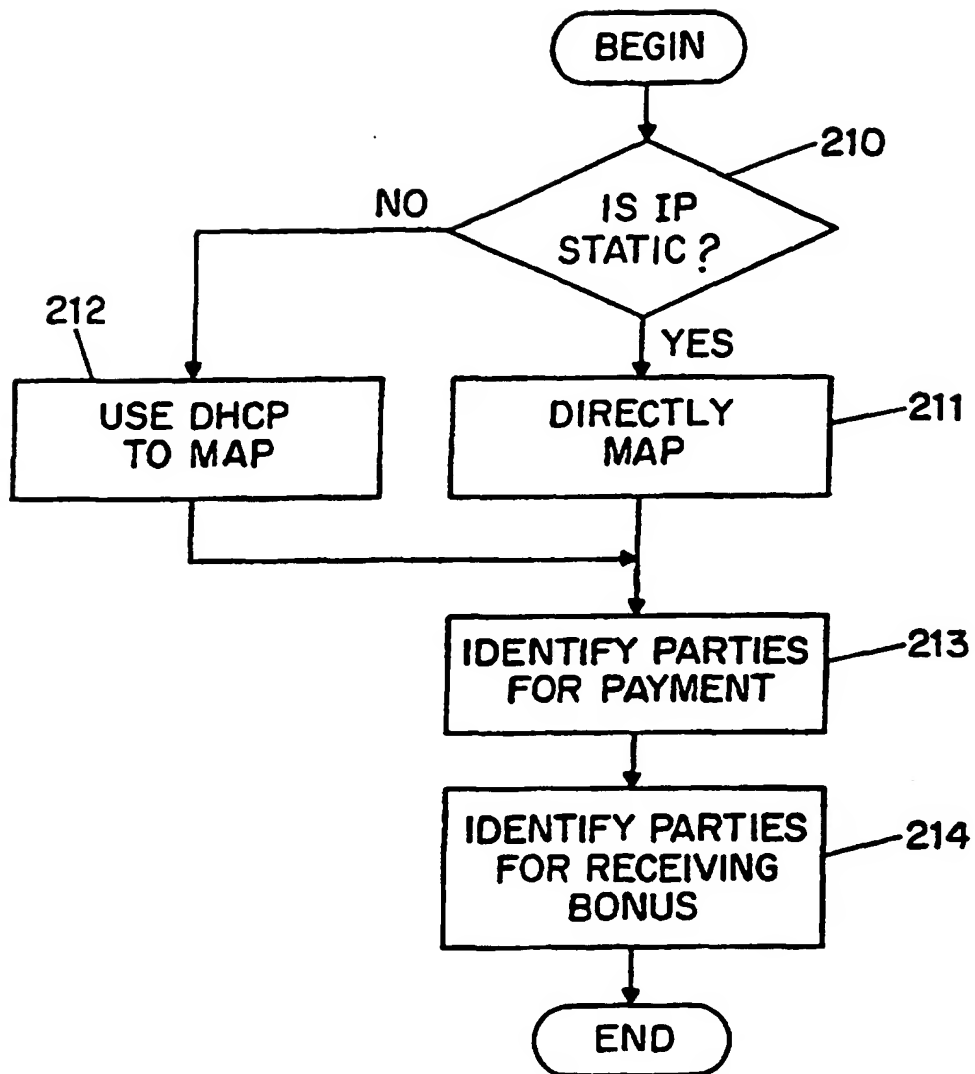 BEGIN
210
IS IP
STATIC?
NO
YES
212
USE DHCP
TO MAP
DIRECTLY
MAP
211
IDENTIFY PARTIES
FOR PAYMENT
213
IDENTIFY PARTIES
FOR RECEIVING
BONUS
214
END